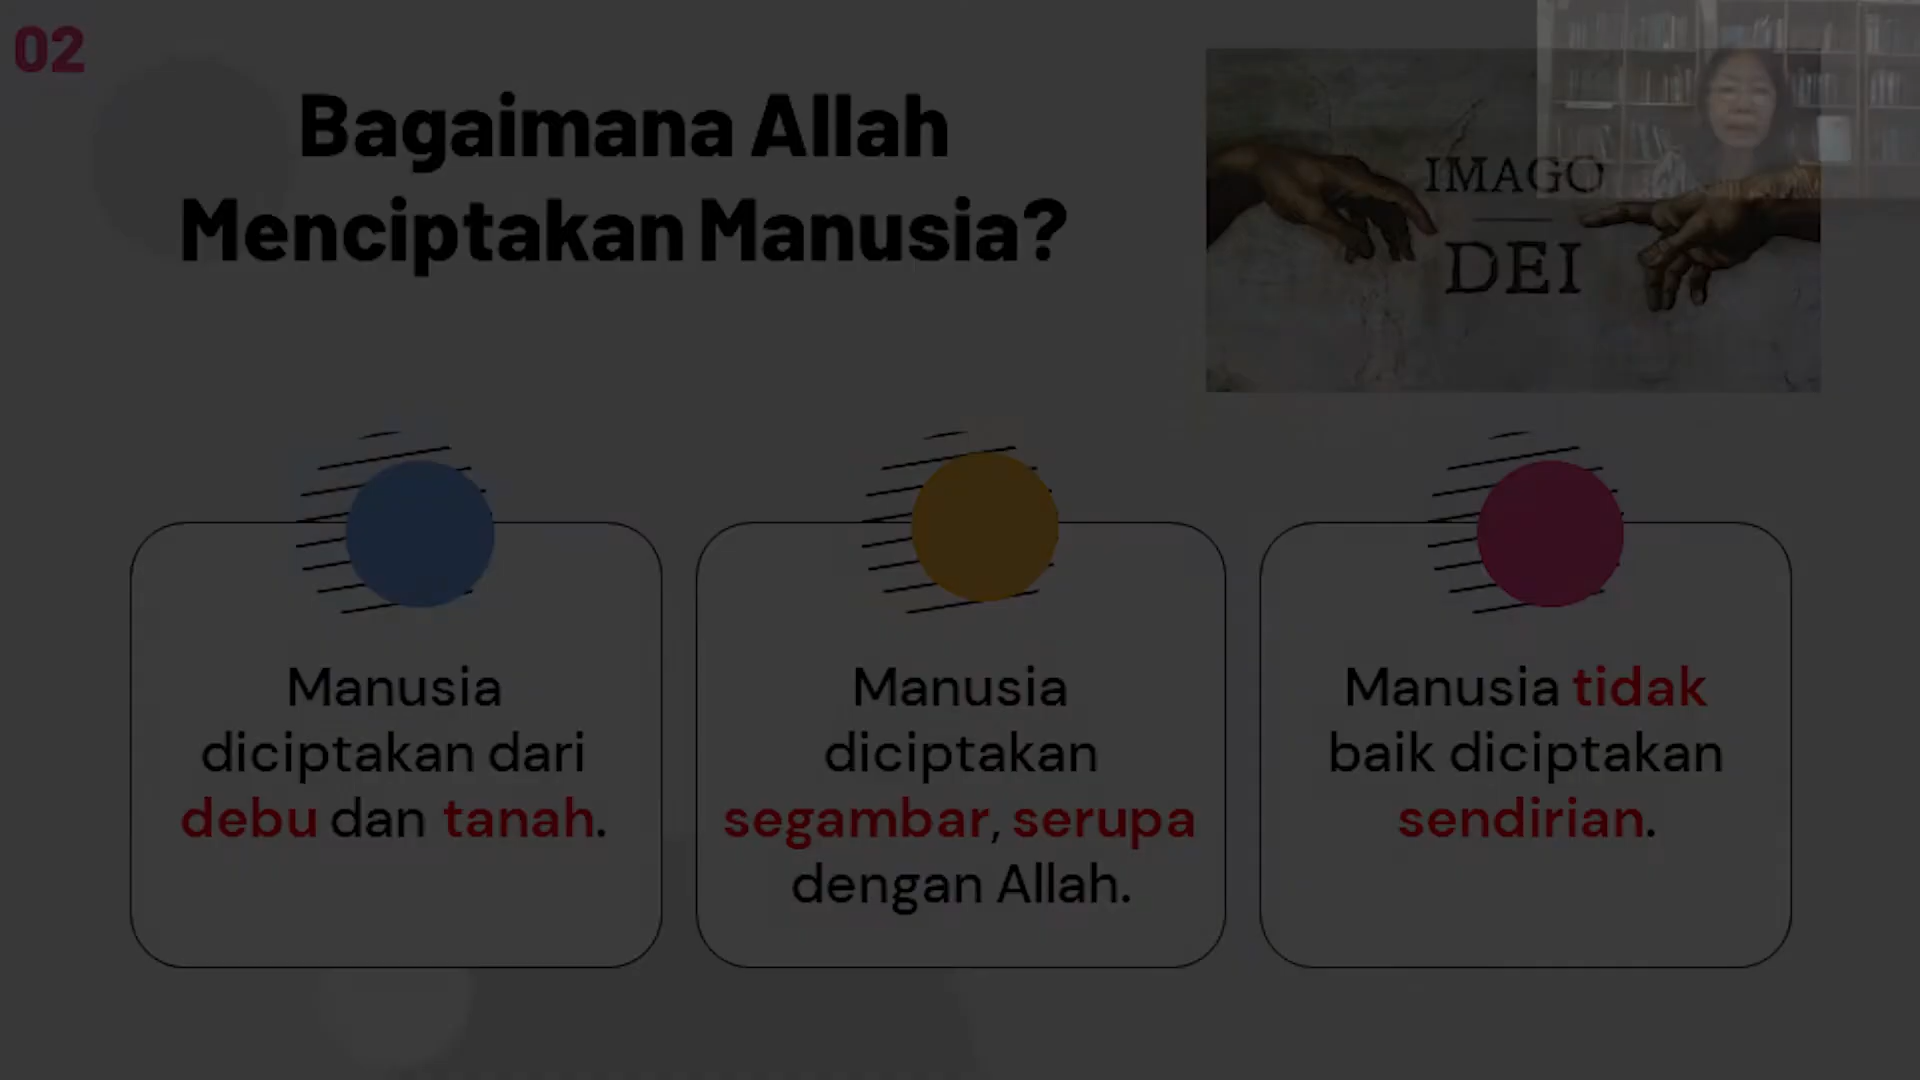 02
Bagaimana Allah
Menciptakan Manusia?
IMAGO
DEI
Manusia
diciptakan dari
debu dan tanah.
Manusia
diciptakan
segambar, serupa
dengan Allah.
Manusia tidak
baik diciptakan
sendirian.